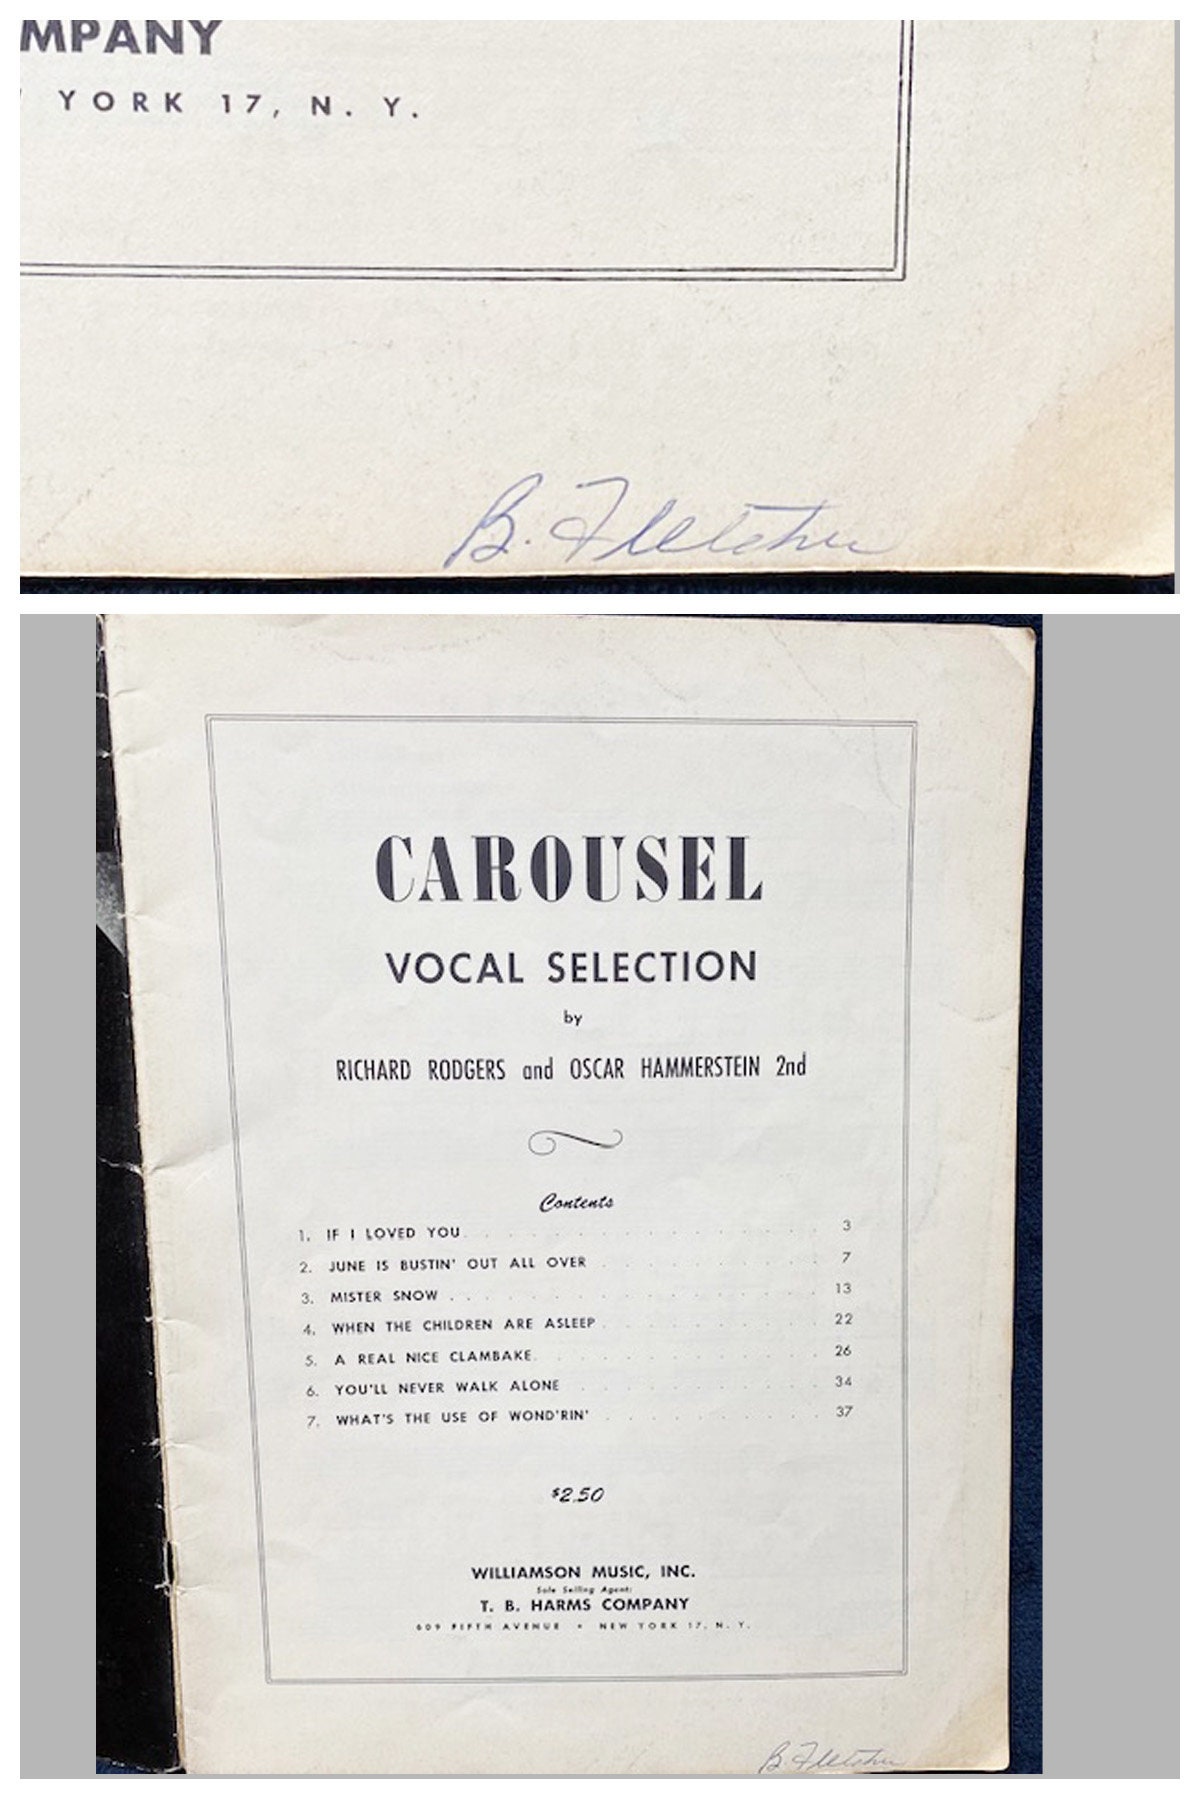 MPANY
YORK 17, N. Y.
B. Fletcher
CAROUSEL
VOCAL SELECTION
by
RICHARD RODGERS and OSCAR HAMMERSTEIN 2nd
Contents
1. IF I LOVED YOU . . . . . . . . . . . . . . . . 3
2. JUNE IS BUSTIN' OUT ALL OVER . . . . . . . . . . 7
3. MISTER SNOW . . . . . . . . . . . . . . . . 13
4. WHEN THE CHILDREN ARE ASLEEP . . . . . . . . . . 22
5. A REAL NICE CLAMBAKE . . . . . . . . . . . . . 26
6. YOU'LL NEVER WALK ALONE . . . . . . . . . . . 34
7. WHAT'S THE USE OF WOND'RIN' . . . . . . . . . . 37
$2.50
WILLIAMSON MUSIC, INC.
Sole Selling Agent:
T. B. HARMS COMPANY
609 FIFTH AVENUE • NEW YORK 17, N. Y.
B. Fletcher